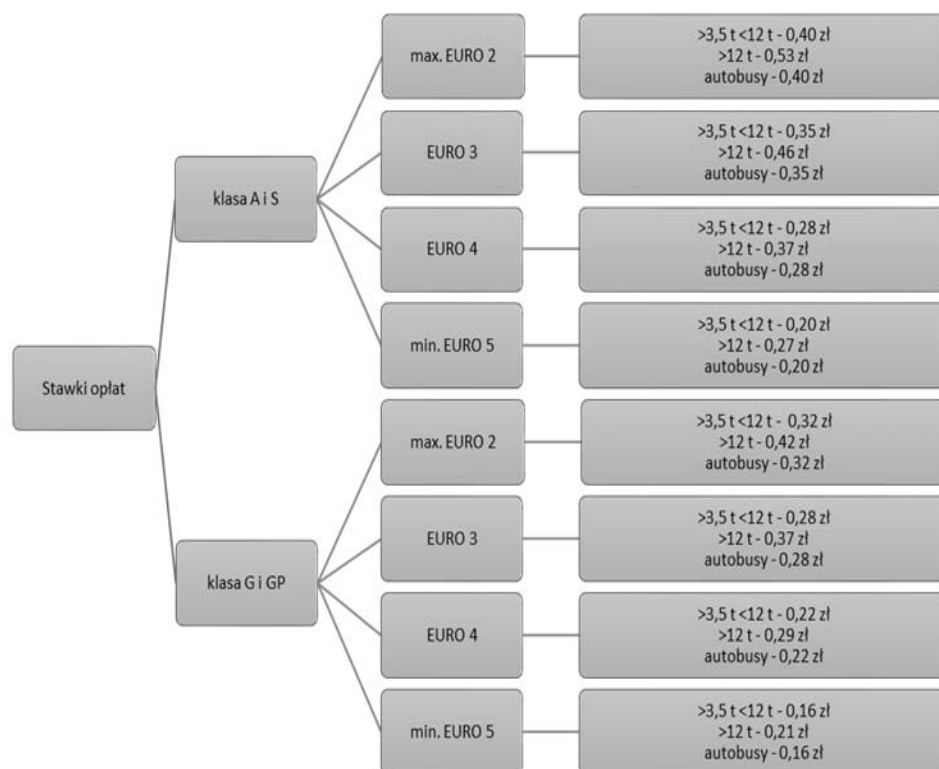 Stawki opłat
klasa A i S
max. EURO 2
>3,5 t <12 t - 0,40 zł
>12 t - 0,53 zł
autobusy - 0,40 zł
EURO 3
>3,5 t <12 t - 0,35 zł
>12 t - 0,46 zł
autobusy - 0,35 zł
EURO 4
>3,5 t <12 t - 0,28 zł
>12 t - 0,37 zł
autobusy - 0,28 zł
min. EURO 5
>3,5 t <12 t - 0,20 zł
>12 t - 0,27 zł
autobusy - 0,20 zł
klasa G i GP
max. EURO 2
>3,5 t <12 t - 0,32 zł
>12 t - 0,42 zł
autobusy - 0,32 zł
EURO 3
>3,5 t <12 t - 0,28 zł
>12 t - 0,37 zł
autobusy - 0,28 zł
EURO 4
>3,5 t <12 t - 0,22 zł
>12 t - 0,29 zł
autobusy - 0,22 zł
min. EURO 5
>3,5 t <12 t - 0,16 zł
>12 t - 0,21 zł
autobusy - 0,16 zł